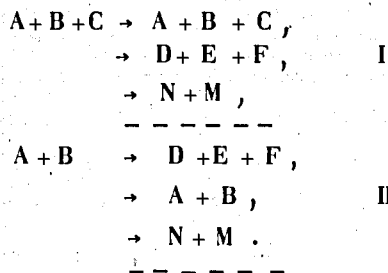 A+B+C → A + B + C,
→ D+ E + F, I
→ N + M ,
– – – – – –
A + B → D +E + F,
→ A + B , II
→ N + M .
– – – – – –